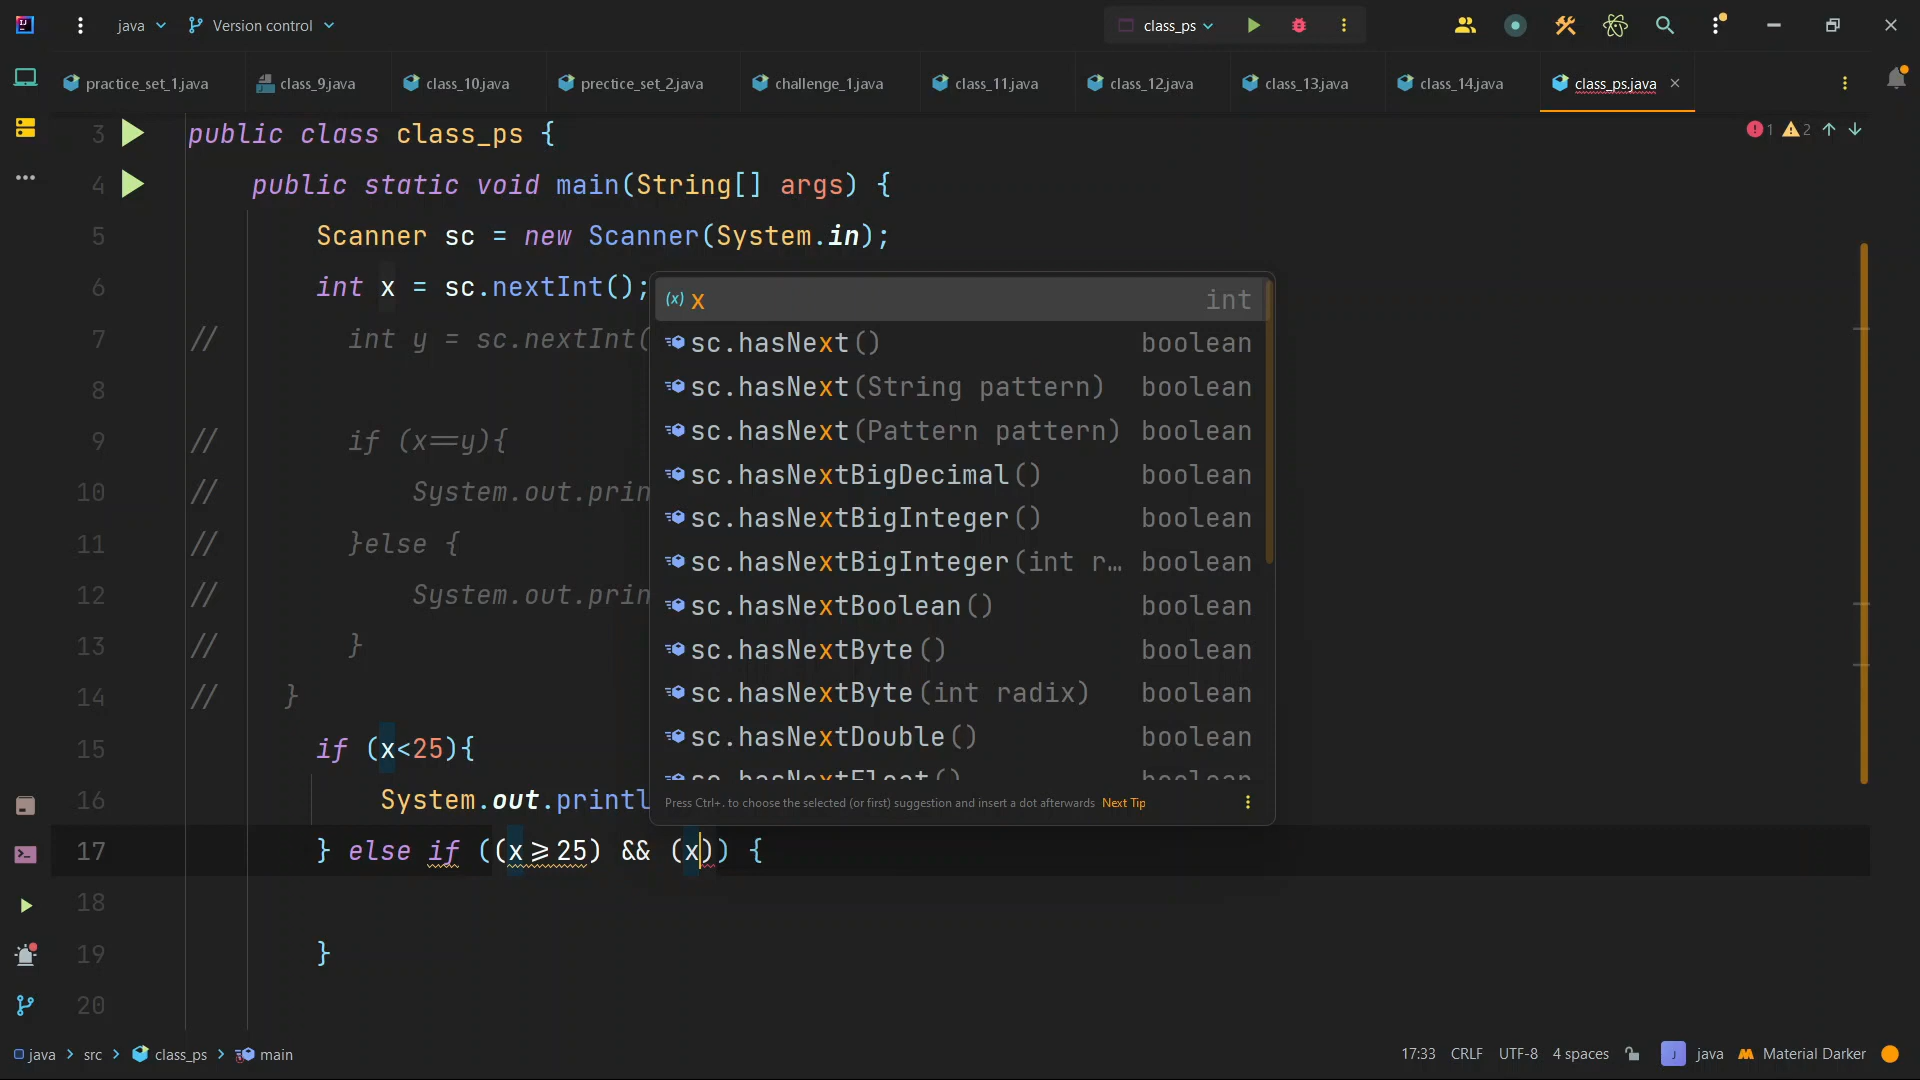 java
Version control
class_ps
practice_set_1.java
class_9.java
class_10.java
prectice_set_2.java
challenge_1.java
class_11.java
class_12.java
class_13.java
class_14.java
class_ps.java
1 2
3 public class class_ps {
4 public static void main(String[] args) {
5 Scanner sc = new Scanner(System.in);
6 int x = sc.nextInt();
7 // int y = sc.nextInt(
8
9 // if (x==y){
10 // System.out.prin
11 // }else {
12 // System.out.prin
13 // }
14 // }
15 if (x<25){
16 System.out.printl
17 } else if ((x>=25) && (x)) {
18
19 }
20
(x) x int
sc.hasNext() boolean
sc.hasNext(String pattern) boolean
sc.hasNext(Pattern pattern) boolean
sc.hasNextBigDecimal() boolean
sc.hasNextBigInteger() boolean
sc.hasNextBigInteger(int r… boolean
sc.hasNextBoolean() boolean
sc.hasNextByte() boolean
sc.hasNextByte(int radix) boolean
sc.hasNextDouble() boolean
sc.hasNextFloat() boolean
Press Ctrl+. to choose the selected (or first) suggestion and insert a dot afterwards Next Tip
java > src > class_ps > main
17:33 CRLF UTF-8 4 spaces J java Material Darker